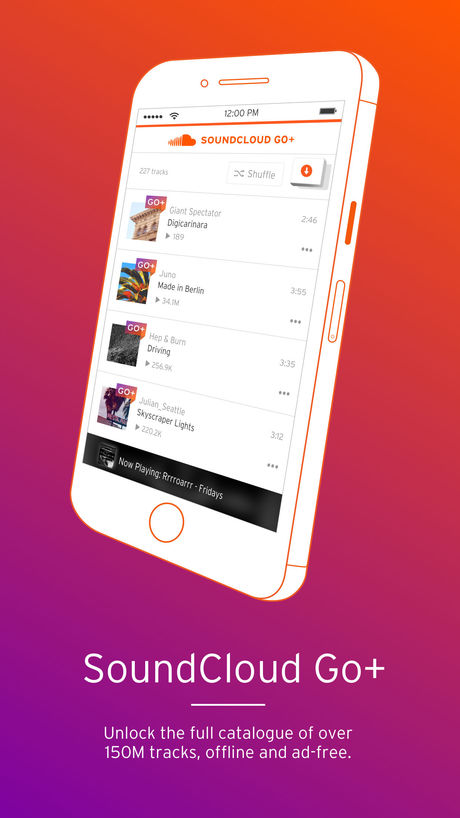 12:00 PM
SOUNDCLOUD GO+
227 tracks
Shuffle
GO+
Giant Spectator
2:46
Digicarinara
189
GO+
Juno
3:55
Made in Berlin
34.1M
GO+
Hep & Burn
3:35
Driving
256.9K
GO+
Julian_Seattle
3:12
Skyscraper Lights
220.2K
Now Playing: Rrrroarrr - Fridays
SoundCloud Go+
Unlock the full catalogue of over
150M tracks, offline and ad-free.